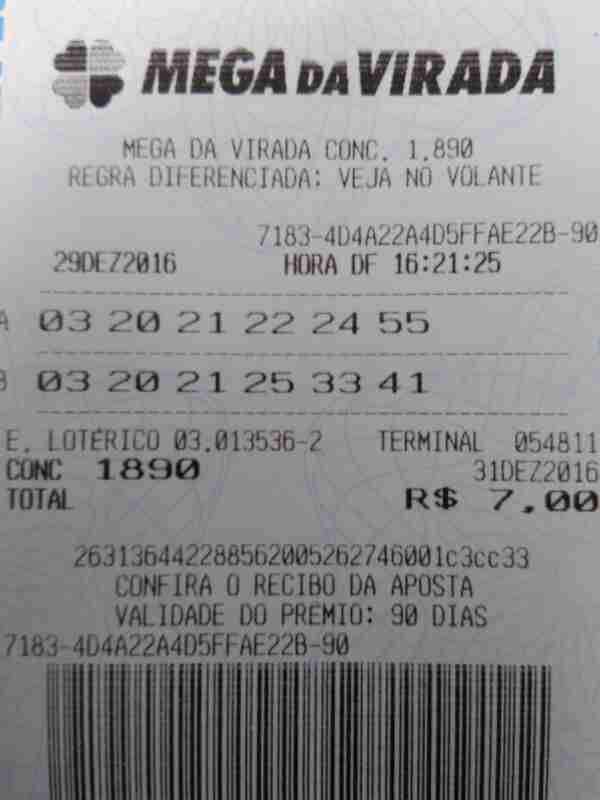 MEGA DA VIRADA
MEGA DA VIRADA CONC. 1.890
REGRA DIFERENCIADA: VEJA NO VOLANTE
7183-4D4A22A4D5FFAE22B-90
29DEZ2016 HORA DF 16:21:25
A 03 20 21 22 24 55
B 03 20 21 25 33 41
E. LOTÉRICO 03.013536-2 TERMINAL 054811
CONC 1890 31DEZ2016
TOTAL R$ 7,00
263136442288562005262746001c3cc33
CONFIRA O RECIBO DA APOSTA
VALIDADE DO PRÊMIO: 90 DIAS
7183-4D4A22A4D5FFAE22B-90